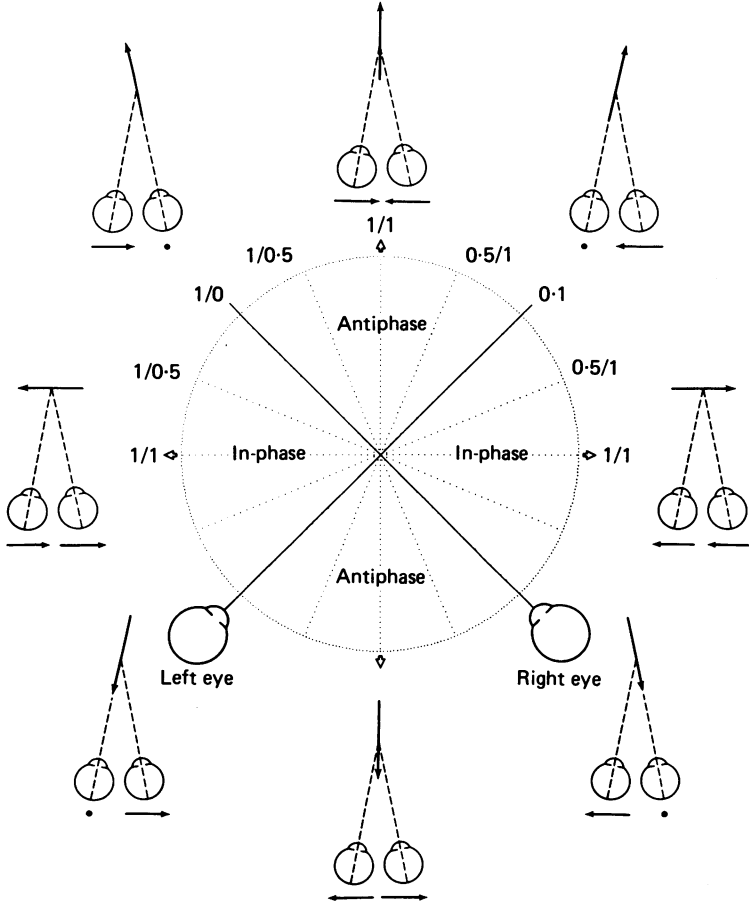 1/1
1/0·5
0·5/1
1/0
0·1
Antiphase
1/0·5
0·5/1
1/1
In-phase
In-phase
1/1
Antiphase
Left eye
Right eye